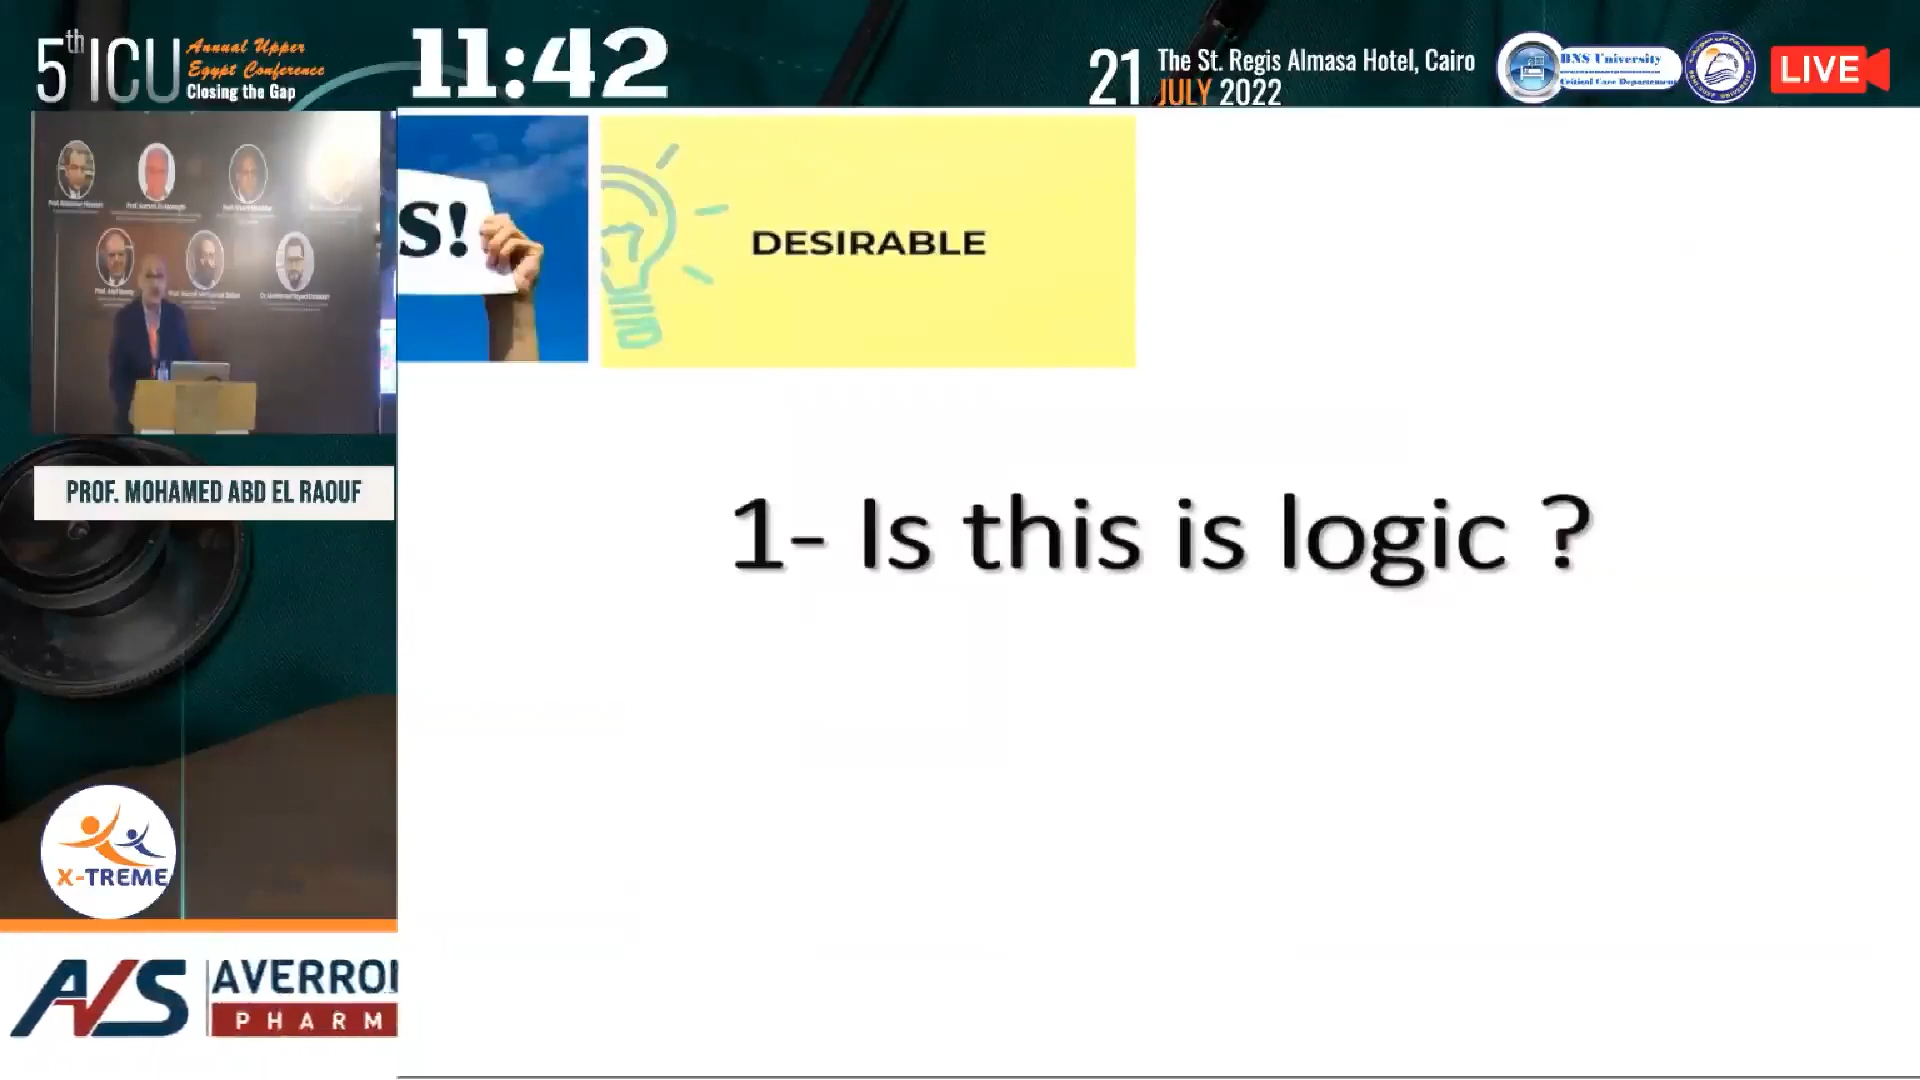 5th ICU
Annual Upper
Egypt Conference
Closing the Gap
11:42
21
The St. Regis Almasa Hotel, Cairo
JULY 2022
BNS University
Critical Care Department
LIVE
S!
DESIRABLE
1- Is this is logic ?
PROF. MOHAMED ABD EL RAOUF
X-TREME
AVS
AVERROI
PHARM